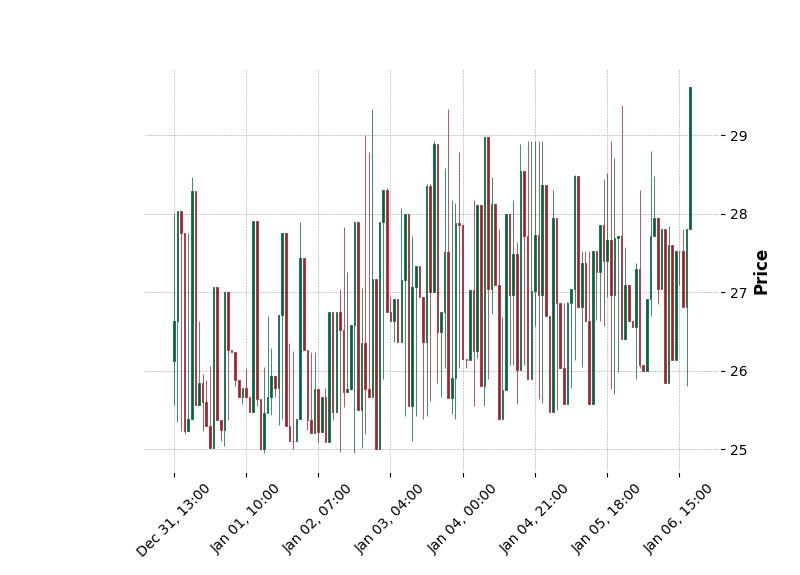 29
28
27
26
25
Price
Dec 31, 13:00
Jan 01, 10:00
Jan 02, 07:00
Jan 03, 04:00
Jan 04, 00:00
Jan 04, 21:00
Jan 05, 18:00
Jan 06, 15:00